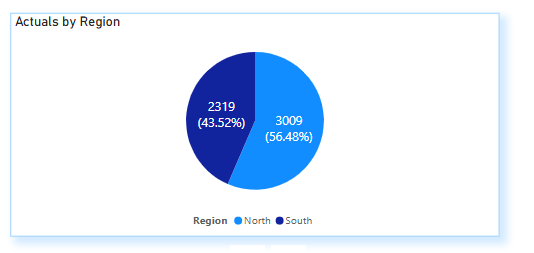 Actuals by Region
2319
(43.52%)
3009
(56.48%)
Region North South